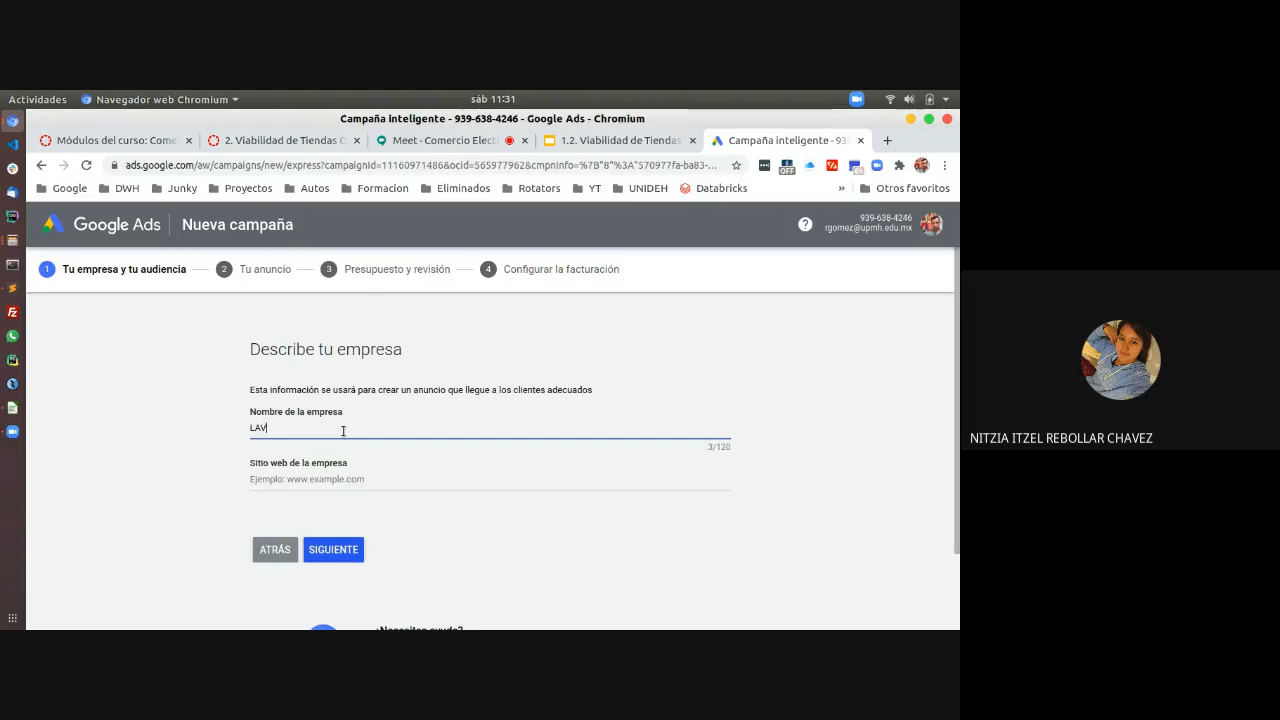 Actividades
Navegador web Chromium
sáb 11:31
Campaña inteligente - 939-638-4246 - Google Ads - Chromium
Módulos del curso: Come
2. Viabilidad de Tiendas O
Meet - Comercio Elect
1.2. Viabilidad de Tiendas
Campaña inteligente - 93
ads.google.com/aw/campaigns/new/express?campaignId=11160971486&ocid=565977962&cmpnInfo=%7B"8"%3A"570977fa-ba83-...
OFF
Google
DWH
Junky
Proyectos
Autos
Formacion
Eliminados
Rotators
YT
UNIDEH
Databricks
»
Otros favoritos
Google Ads
Nueva campaña
939-638-4246
rgomez@upmh.edu.mx
1 Tu empresa y tu audiencia
2 Tu anuncio
3 Presupuesto y revisión
4 Configurar la facturación
Describe tu empresa
Esta información se usará para crear un anuncio que llegue a los clientes adecuados
Nombre de la empresa
LAV
3/120
Sitio web de la empresa
Ejemplo: www.example.com
ATRÁS
SIGUIENTE
¿Necesitas ayuda?
NITZIA ITZEL REBOLLAR CHAVEZ